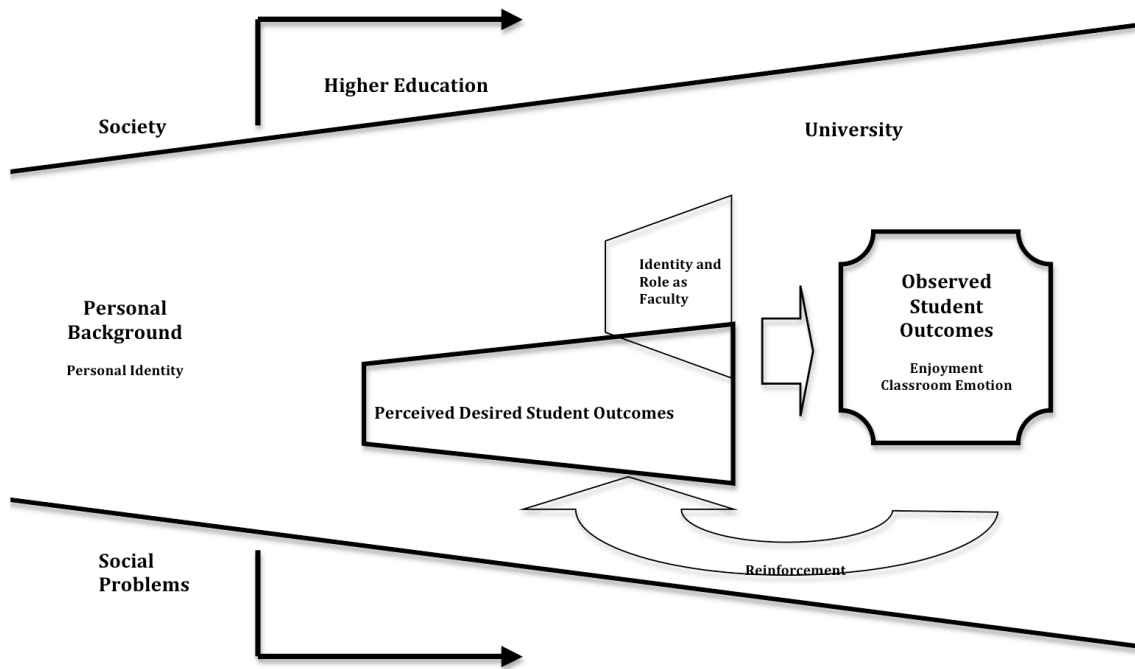 Higher Education
Society
University
Identity and
Role as
Faculty
Observed
Student
Outcomes
Enjoyment
Classroom Emotion
Personal
Background
Personal Identity
Perceived Desired Student Outcomes
Social
Problems
Reinforcement